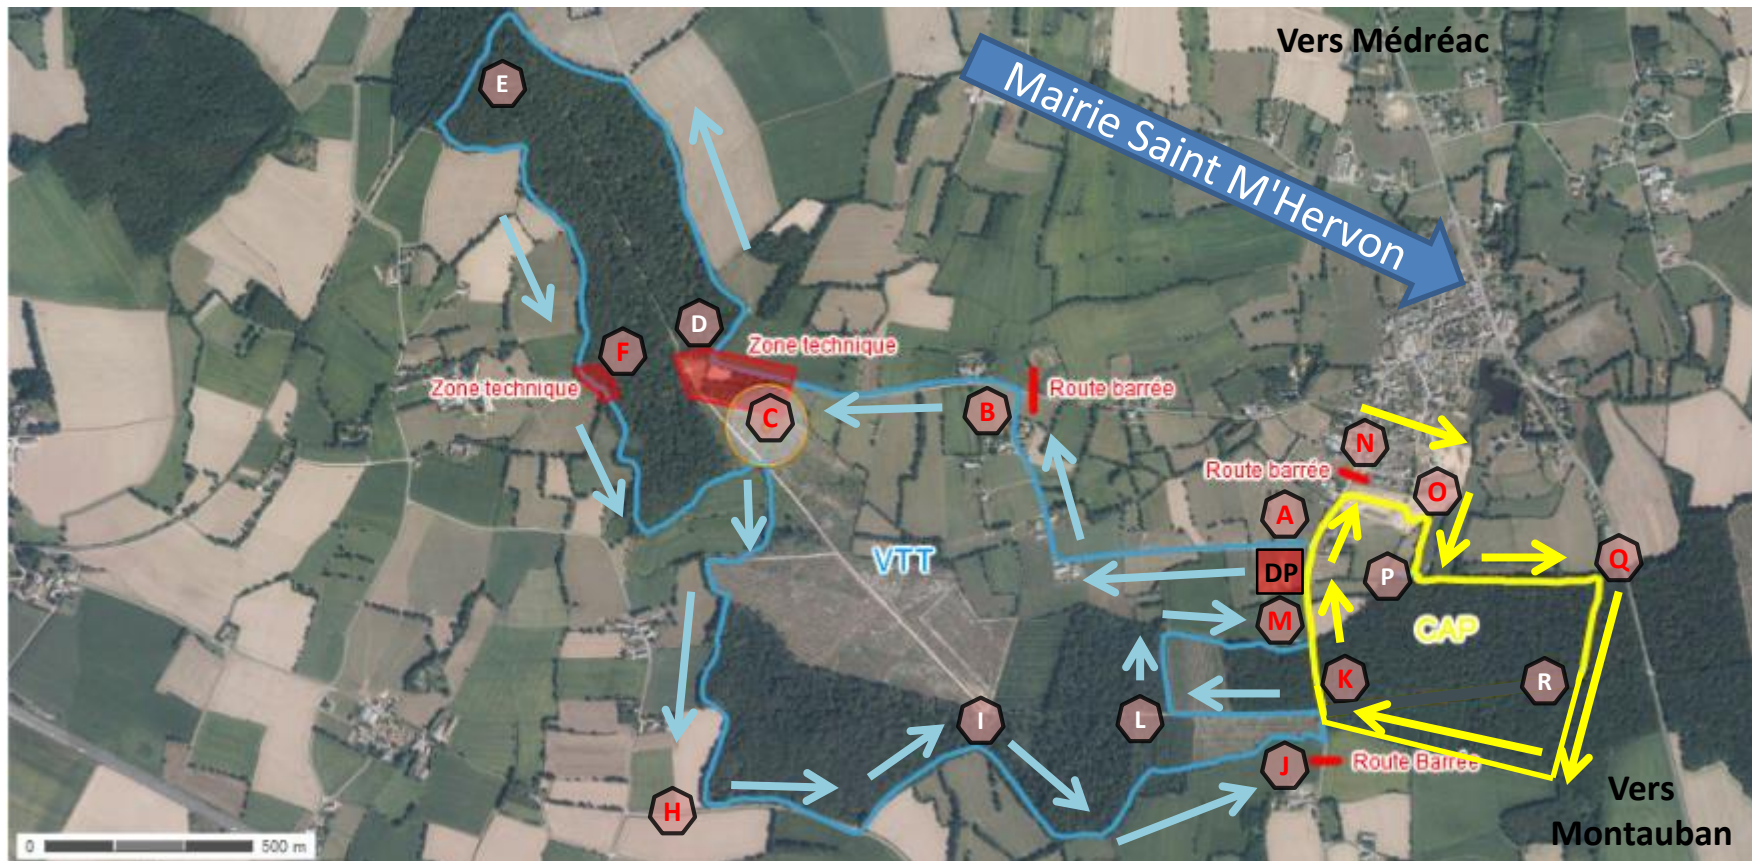 Vers Médréac
Mairie Saint M'Hervon
E
D
Zone technique
F
Zone technique
C
B
Route barrée
N
Route barrée
O
A
VTT
DP
P
Q
M
CAP
K
R
I
L
J
Route Barrée
H
Vers
Montauban
0
500 m